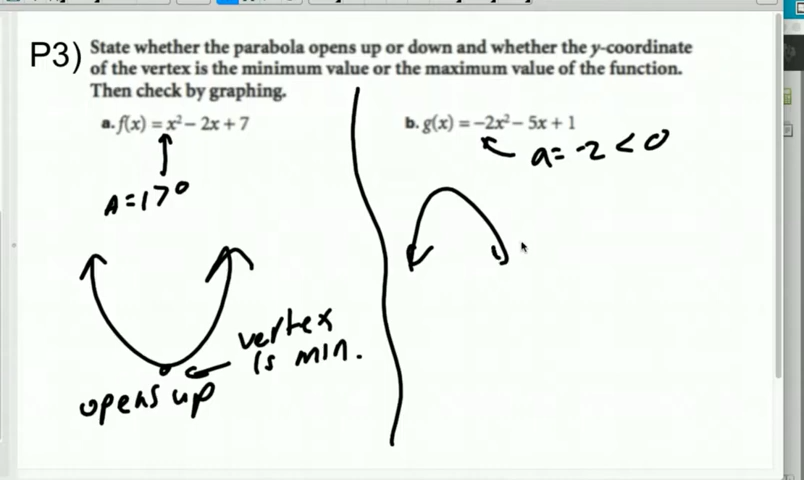 P3) State whether the parabola opens up or down and whether the y-coordinate
of the vertex is the minimum value or the maximum value of the function.
Then check by graphing.
a. f(x) = x² – 2x + 7
A=1>0
vertex
is min.
opens up
b. g(x) = –2x² – 5x + 1
a=-2<0